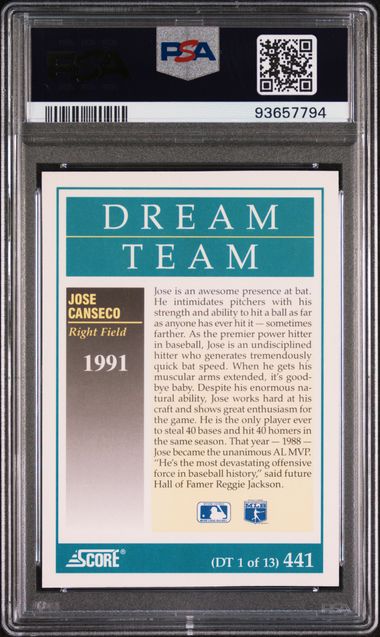 PSA
PSA
93657794
DREAM
TEAM
JOSE
CANSECO
Right Field
1991
Jose is an awesome presence at bat.
He intimidates pitchers with his
strength and ability to hit a ball as far
as anyone has ever hit it — sometimes
farther. As the premier power hitter
in baseball, Jose is an undisciplined
hitter who generates tremendously
quick bat speed. When he gets his
muscular arms extended, it's good-
bye baby. Despite his enormous na-
tural ability, Jose works hard at his
craft and shows great enthusiasm for
the game. He is the only player ever
to steal 40 bases and hit 40 homers in
the same season. That year — 1988 —
Jose became the unanimous AL MVP.
"He's the most devastating offensive
force in baseball history," said future
Hall of Famer Reggie Jackson.
SCORE®
(DT 1 of 13) 441